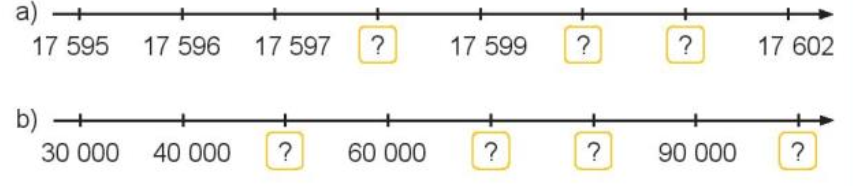 a)
17 595 17 596 17 597 ? 17 599 ? ? 17 602
b)
30 000 40 000 ? 60 000 ? ? 90 000 ?